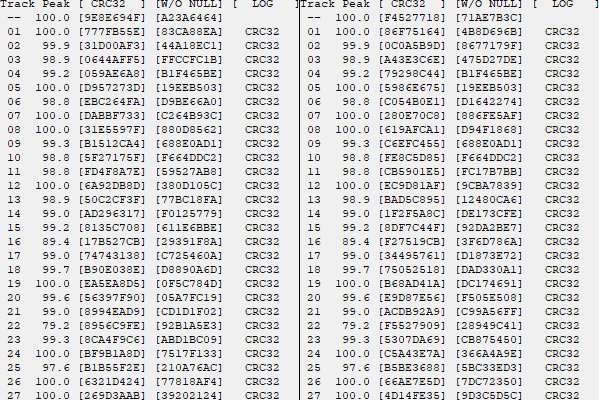 Track Peak [ CRC32  ] [W/O NULL] [  LOG   ] Track Peak [ CRC32  ] [W/O NULL] [  LOG   ]
-- 100.0 [9E8E694F] [A23A6464] -- 100.0 [F4527718] [71AE7B3C]
01 100.0 [777FB55E] [83CA88EA] CRC32 01 100.0 [86F75164] [4B8D696B] CRC32
02 99.9 [31D00AF3] [44A18EC1] CRC32 02 99.9 [0C0A5B9D] [8677179F] CRC32
03 98.9 [0644AFF5] [FFCCFC1B] CRC32 03 98.9 [A43E3C6E] [475D27DE] CRC32
04 99.2 [059AE6A8] [B1F465BE] CRC32 04 99.2 [79298C44] [B1F465BE] CRC32
05 100.0 [D957273D] [19EEB503] CRC32 05 100.0 [5986E675] [19EEB503] CRC32
06 98.8 [EBC264FA] [D9BE66A0] CRC32 06 98.8 [C054B0E1] [D1642274] CRC32
07 100.0 [DABBF733] [C264B93C] CRC32 07 100.0 [280E70C8] [886FE5AF] CRC32
08 100.0 [31E5597F] [880D8562] CRC32 08 100.0 [619AFCA1] [D94F1868] CRC32
09 99.3 [B1512CA4] [688E0AD1] CRC32 09 99.3 [C6EFC455] [688E0AD1] CRC32
10 98.8 [5F27175F] [F664DDC2] CRC32 10 98.8 [FE8C5D85] [F664DDC2] CRC32
11 98.8 [FD4F8A7E] [59527AB8] CRC32 11 98.8 [CB5901E5] [FC17B7BB] CRC32
12 100.0 [6A92DB8D] [380D105C] CRC32 12 100.0 [EC9D81AF] [9CBA7839] CRC32
13 98.9 [50C2CF3F] [77BC18FA] CRC32 13 98.9 [BAD5C895] [12480CA6] CRC32
14 99.0 [AD296317] [F0125779] CRC32 14 99.0 [1F2F5A8C] [DE173CFE] CRC32
15 99.2 [8135C708] [611E6BBE] CRC32 15 99.2 [8DF7C44F] [92DA2BE7] CRC32
16 89.4 [17B527CB] [29391F8A] CRC32 16 89.4 [F27519CB] [3F6D786A] CRC32
17 99.0 [74743138] [C725460A] CRC32 17 99.0 [34495761] [D1873E72] CRC32
18 99.7 [B90E038E] [D8890A6D] CRC32 18 99.7 [75052518] [DAD330A1] CRC32
19 100.0 [EA5EA8D5] [0F5C784D] CRC32 19 100.0 [B68AD41A] [DC174691] CRC32
20 99.6 [56397F90] [05A7FC19] CRC32 20 99.6 [E9D87E56] [F505E508] CRC32
21 99.0 [8994EAD9] [CD1D1F02] CRC32 21 99.0 [ACDB92A9] [C99A56FF] CRC32
22 79.2 [8956C9FE] [92B1A5E3] CRC32 22 79.2 [F5527909] [28949C41] CRC32
23 99.3 [8CA4F9C6] [ABD1BC09] CRC32 23 99.3 [5307DA69] [CB875450] CRC32
24 100.0 [BF9B1A8D] [7517F133] CRC32 24 100.0 [C5A43E7A] [366A4A9E] CRC32
25 97.6 [B1B55F2E] [210A76AC] CRC32 25 97.6 [B5BE3688] [5BC33ED3] CRC32
26 100.0 [6321D424] [77818AF4] CRC32 26 100.0 [66AE7E5D] [7DC72350] CRC32
27 100.0 [269D3AAB] [39202124] CRC32 27 100.0 [4D14FE35] [9D3C5D5C] CRC32